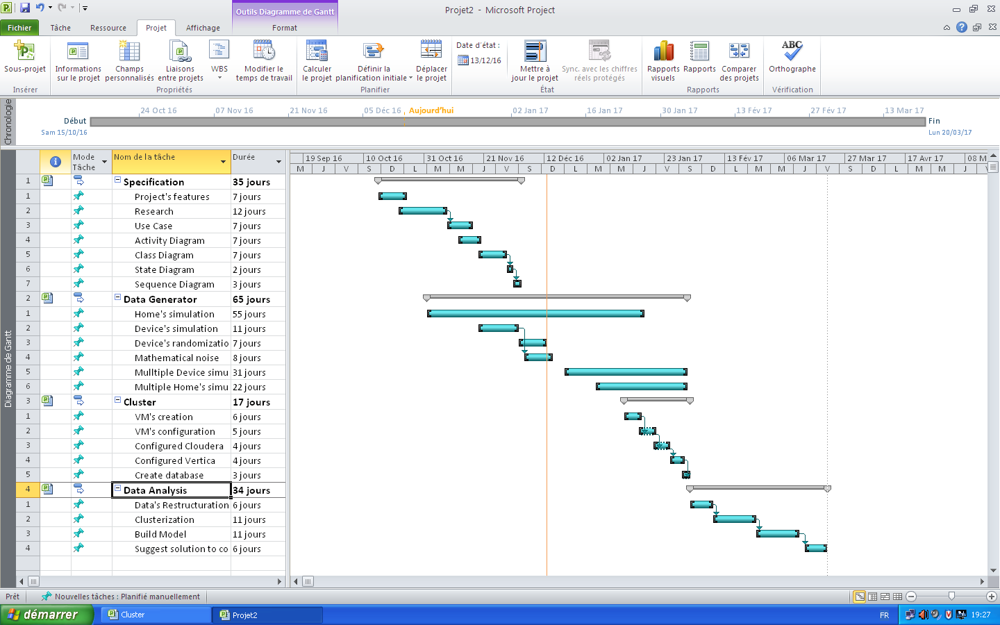 Outils Diagramme de Gantt
Projet2 - Microsoft Project
Fichier Tâche Ressource Projet Affichage Format
Sous-projet
Informations sur le projet
Champs personnalisés
Liaisons entre projets
WBS
Modifier le temps de travail
Calculer le projet
Définir la planification initiale
Déplacer le projet
Date d'état :
13/12/16
Mettre à jour le projet
Sync. avec les chiffres réels protégés
Rapports visuels
Rapports
Comparer des projets
ABC
Orthographe
Insérer Propriétés Planifier État Rapports Vérification
Chronologie
24 Oct 16 07 Nov 16 21 Nov 16 05 Déc 16 Aujourd'hui 02 Jan 17 16 Jan 17 30 Jan 17 13 Fév 17 27 Fév 17 13 Mar 17
Début Fin
Sam 15/10/16 Lun 20/03/17
Diagramme de Gantt
Mode Tâche Nom de la tâche Durée
19 Sep 16 10 Oct 16 31 Oct 16 21 Nov 16 12 Déc 16 02 Jan 17 23 Jan 17 13 Fév 17 06 Mar 17 27 Mar 17 17 Avr 17 08 M
M J V S D L M J V S D L M J V S D L M J V S D L M M J
1 Specification 35 jours
1 Project's features 7 jours
2 Research 12 jours
3 Use Case 7 jours
4 Activity Diagram 7 jours
5 Class Diagram 7 jours
6 State Diagram 2 jours
7 Sequence Diagram 3 jours
2 Data Generator 65 jours
1 Home's simulation 55 jours
2 Device's simulation 11 jours
3 Device's randomizatio 7 jours
4 Mathematical noise 8 jours
5 Mulltiple Device simu 31 jours
6 Multiple Home's simu 22 jours
3 Cluster 17 jours
1 VM's creation 6 jours
2 VM's configuration 5 jours
3 Configured Cloudera 4 jours
4 Configured Vertica 4 jours
5 Create database 3 jours
4 Data Analysis 34 jours
1 Data's Restructuration 6 jours
2 Clusterization 11 jours
3 Build Model 11 jours
4 Suggest solution to co 6 jours
Prêt Nouvelles tâches : Planifié manuellement
démarrer Cluster Projet2 FR 19:27